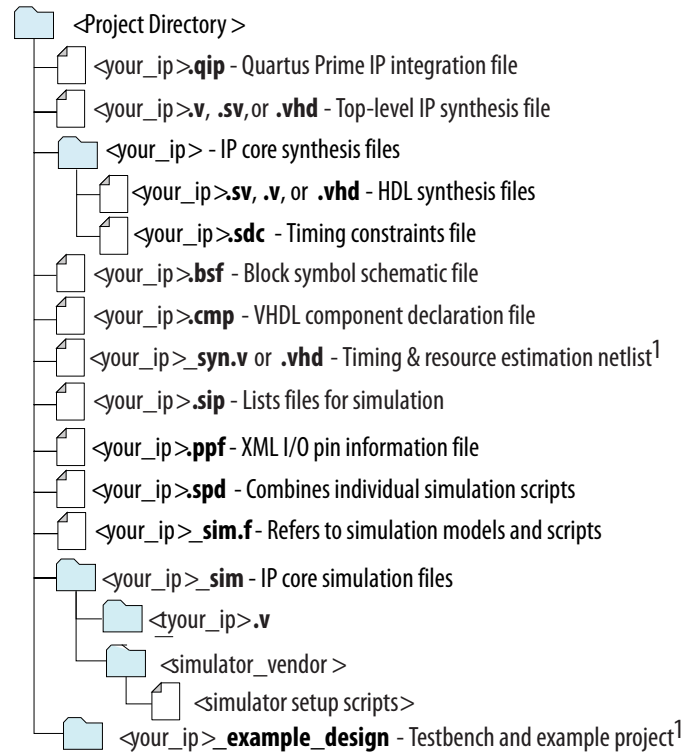 <Project Directory >
<your_ip>.qip - Quartus Prime IP integration file
<your_ip>.v, .sv, or .vhd - Top-level IP synthesis file
<your_ip> - IP core synthesis files
<your_ip>.sv, .v, or .vhd - HDL synthesis files
<your_ip>.sdc - Timing constraints file
<your_ip>.bsf - Block symbol schematic file
<your_ip>.cmp - VHDL component declaration file
<your_ip>_syn.v or .vhd - Timing & resource estimation netlist1
<your_ip>.sip - Lists files for simulation
<your_ip>.ppf - XML I/O pin information file
<your_ip>.spd - Combines individual simulation scripts
<your_ip>_sim.f - Refers to simulation models and scripts
<your_ip>_sim - IP core simulation files
<tyour_ip>.v
<simulator_vendor >
<simulator setup scripts>
<your_ip>_example_design - Testbench and example project1